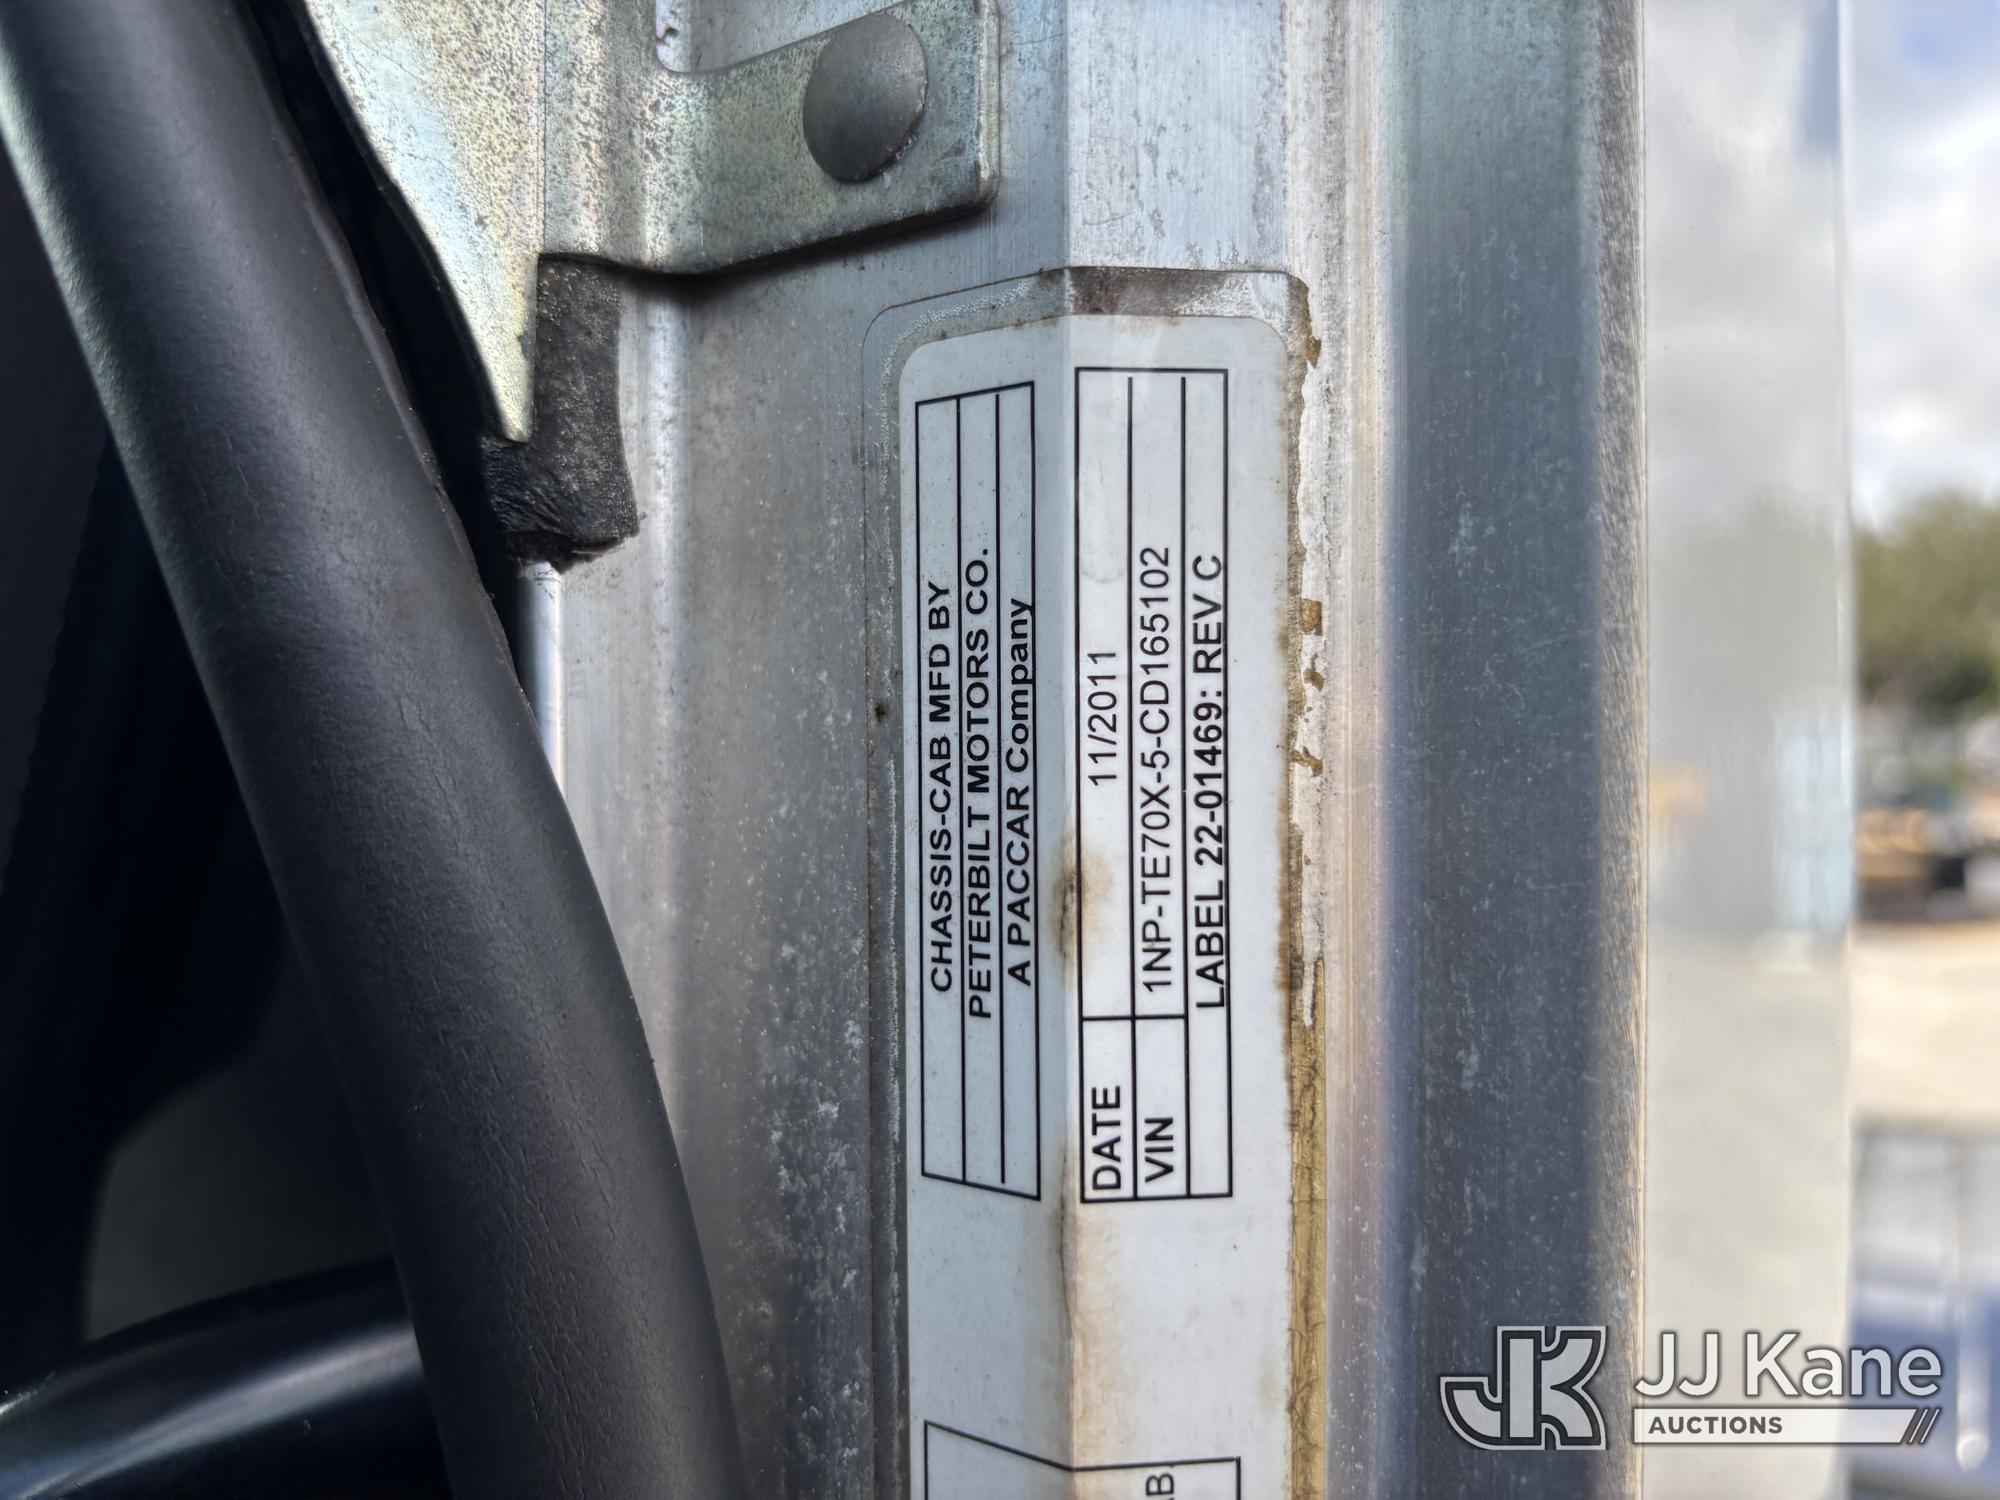 CHASSIS-CAB MFD BY
PETERBILT MOTORS CO.
A PACCAR Company
DATE 11/2011
VIN 1NP-TE70X-5-CD165102
LABEL 22-01469: REV C
JK JJ Kane
AUCTIONS